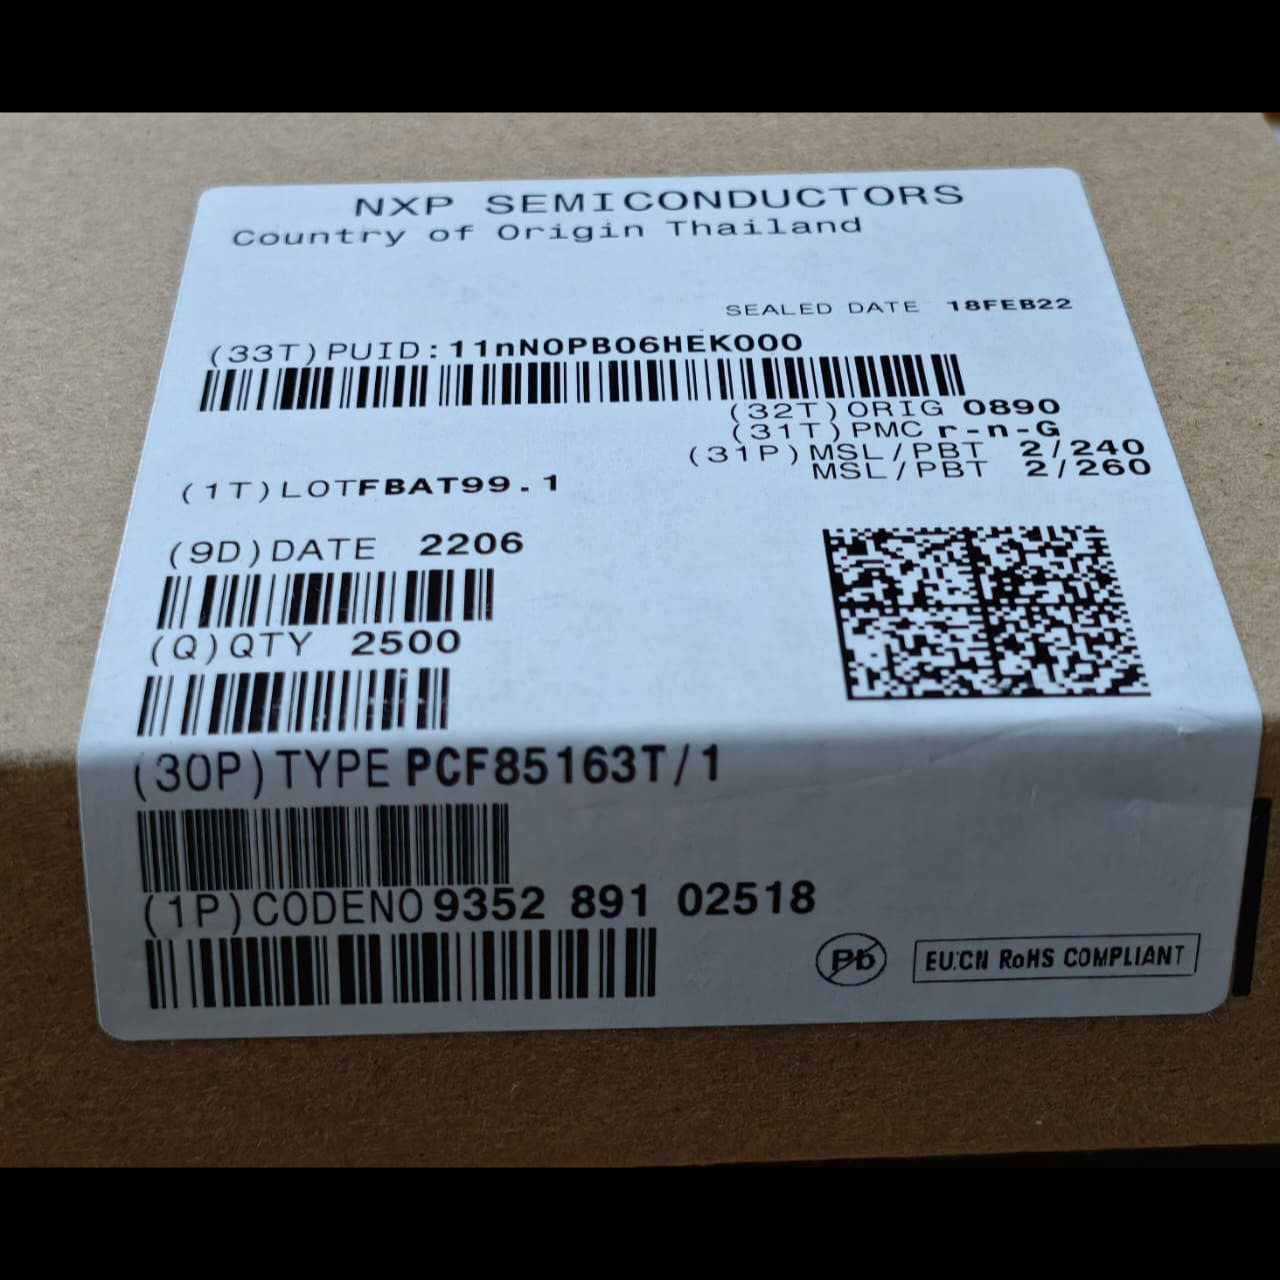 NXP SEMICONDUCTORS
Country of Origin Thailand
SEALED DATE 18FEB22
(33T)PUID:11nN0PB06HEK000
(32T)ORIG 0890
(31T)PMC r-n-G
(31P)MSL/PBT 2/240
MSL/PBT 2/260
(1T)LOTFBAT99.1
(9D)DATE 2206
(Q)QTY 2500
(30P)TYPE PCF85163T/1
(1P)CODENO 9352 891 02518
Pb
EU/CN RoHS COMPLIANT